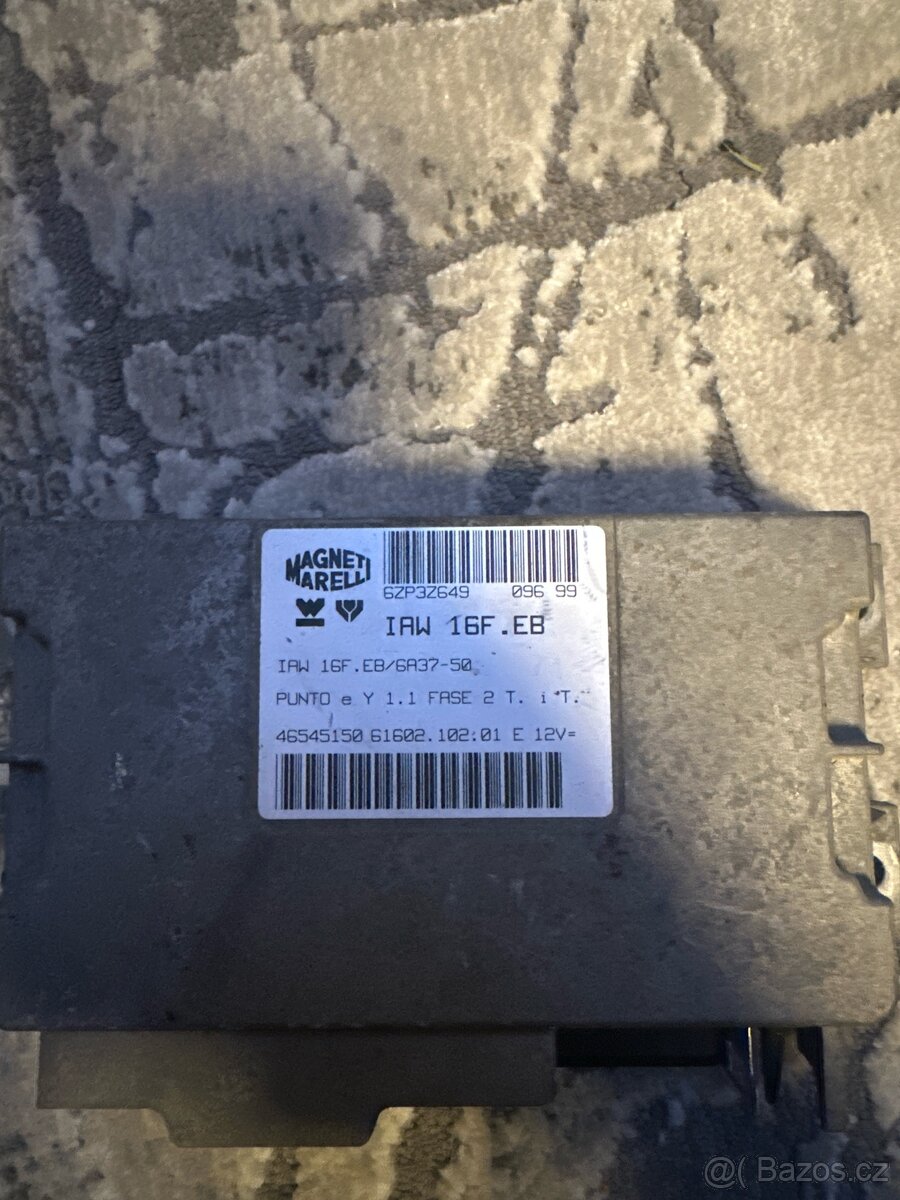 MAGNETI
MARELLI
6ZP3Z649 096 99
IAW 16F.EB
IAW 16F.EB/6A37-50
PUNTO e Y 1.1 FASE 2 T. i T.
46545150 61602.102.01 E 12V=
@( Bazos.cz